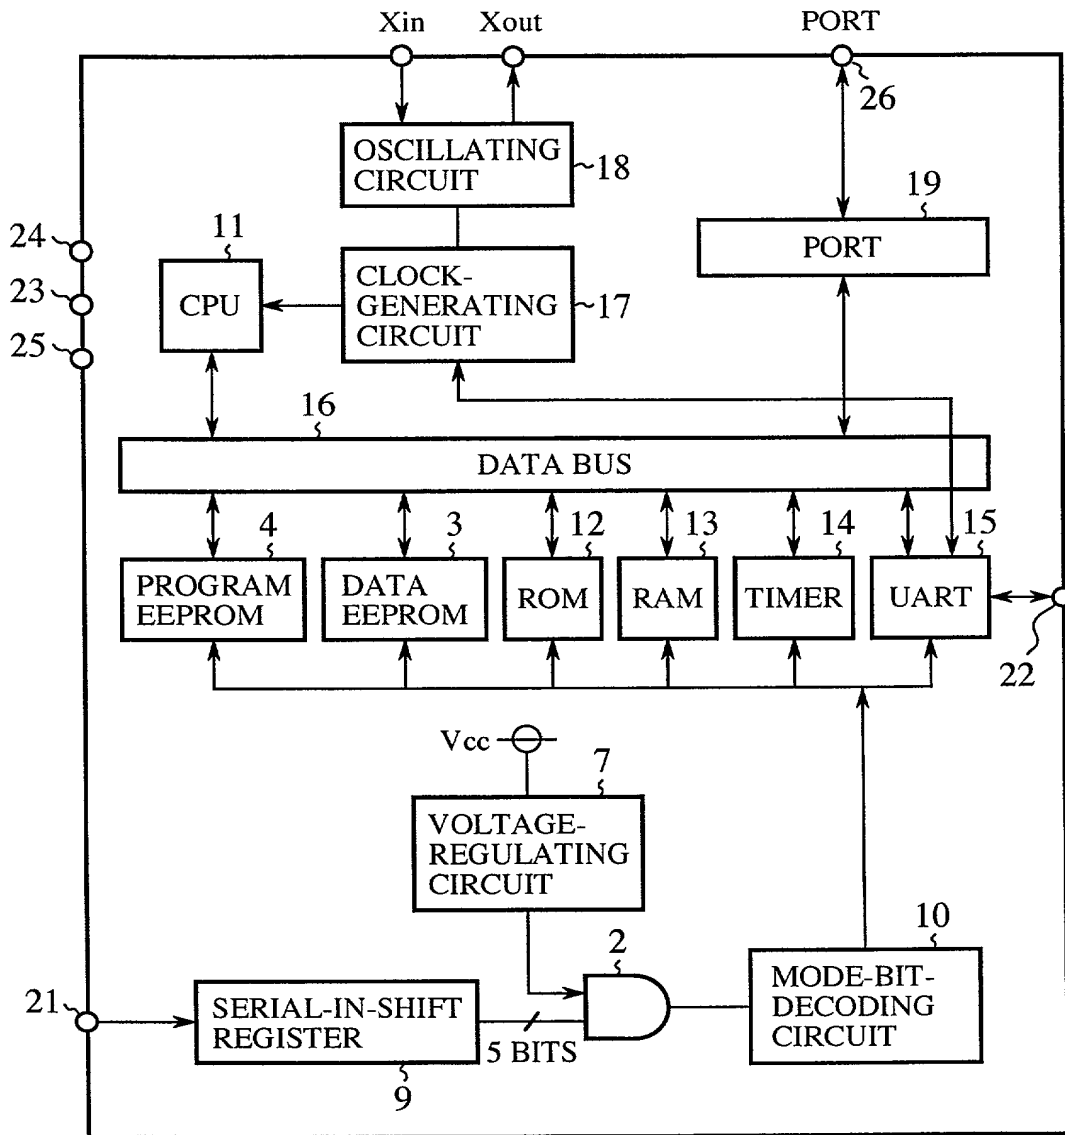 Xin
Xout
PORT
26
OSCILLATING
CIRCUIT
18
19
PORT
24
11
23
CPU
CLOCK-
GENERATING
CIRCUIT
17
25
16
DATA BUS
4
3
12
13
14
15
PROGRAM
EEPROM
DATA
EEPROM
ROM
RAM
TIMER
UART
22
Vcc
7
VOLTAGE-
REGULATING
CIRCUIT
2
10
MODE-BIT-
DECODING
CIRCUIT
21
SERIAL-IN-SHIFT
REGISTER
5 BITS
9